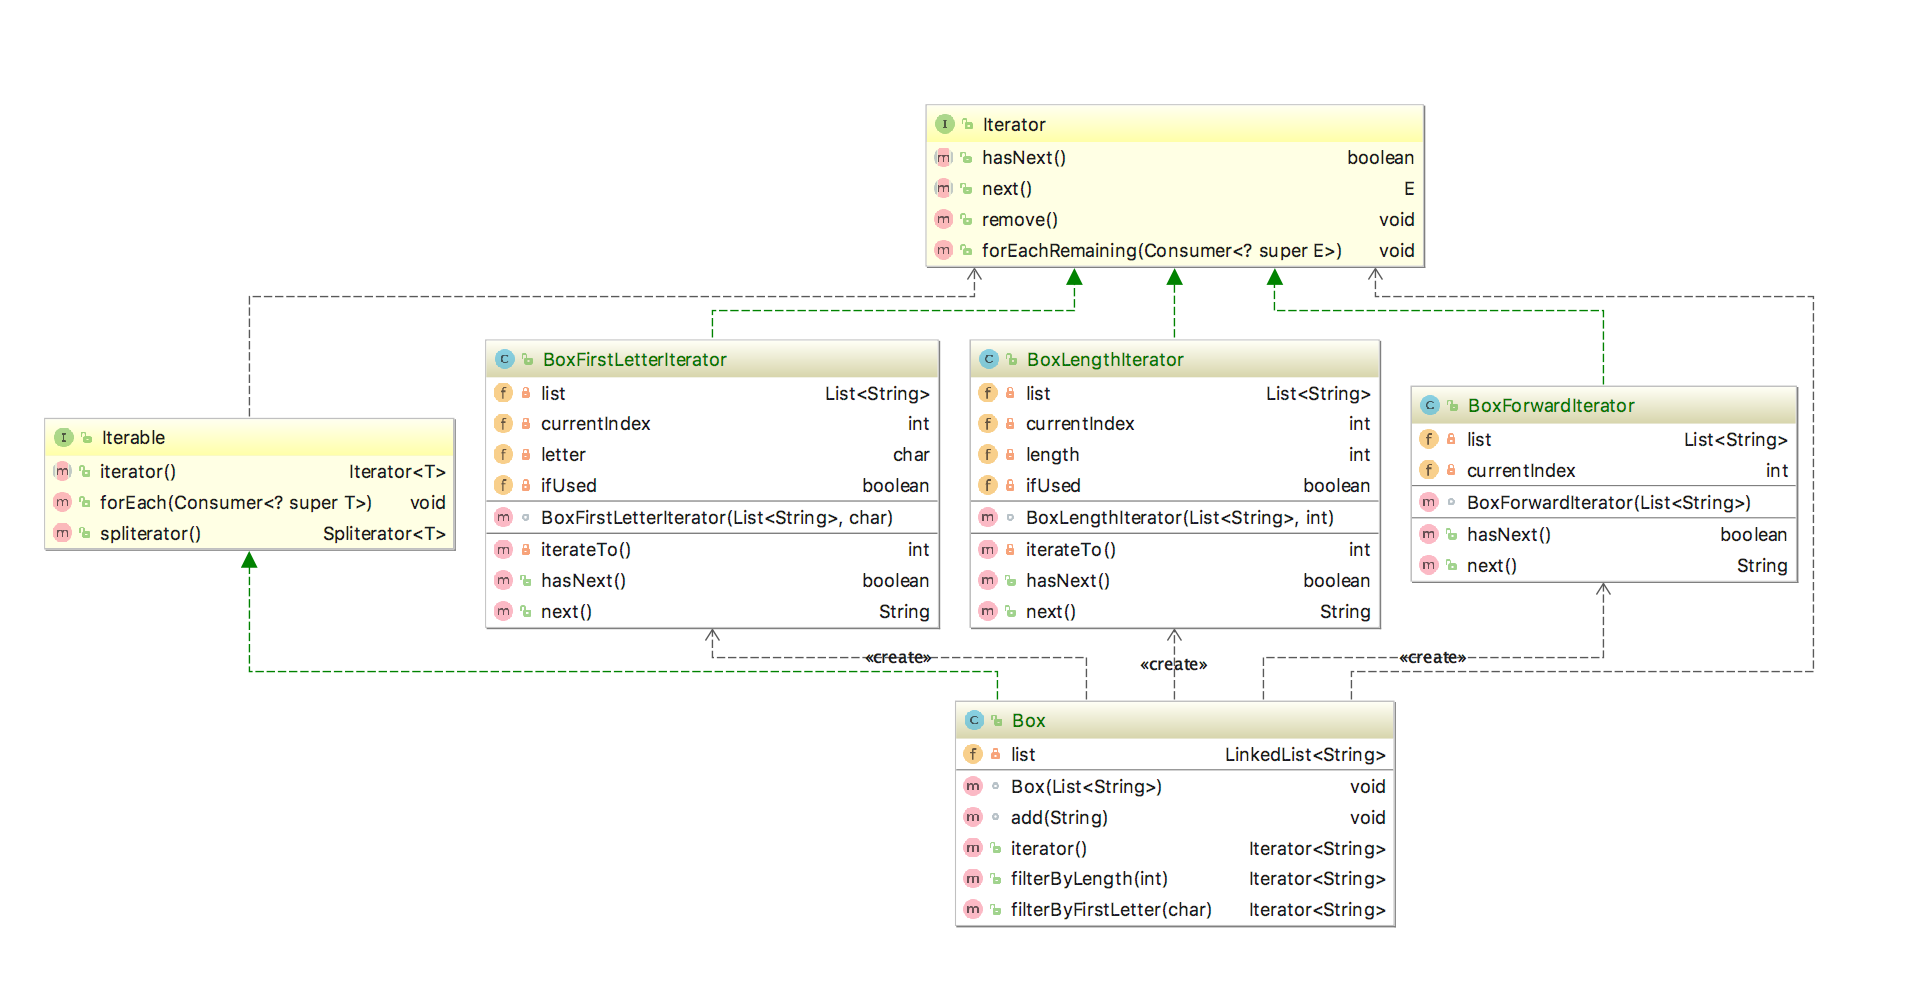 Iterator
hasNext() boolean
next() E
remove() void
forEachRemaining(Consumer<? super E>) void
Iterable
iterator() Iterator<T>
forEach(Consumer<? super T>) void
spliterator() Spliterator<T>
BoxFirstLetterIterator
list List<String>
currentIndex int
letter char
ifUsed boolean
BoxFirstLetterIterator(List<String>, char)
iterateTo() int
hasNext() boolean
next() String
BoxLengthIterator
list List<String>
currentIndex int
length int
ifUsed boolean
BoxLengthIterator(List<String>, int)
iterateTo() int
hasNext() boolean
next() String
BoxForwardIterator
list List<String>
currentIndex int
BoxForwardIterator(List<String>)
hasNext() boolean
next() String
«create»
«create»
«create»
Box
list LinkedList<String>
Box(List<String>) void
add(String) void
iterator() Iterator<String>
filterByLength(int) Iterator<String>
filterByFirstLetter(char) Iterator<String>